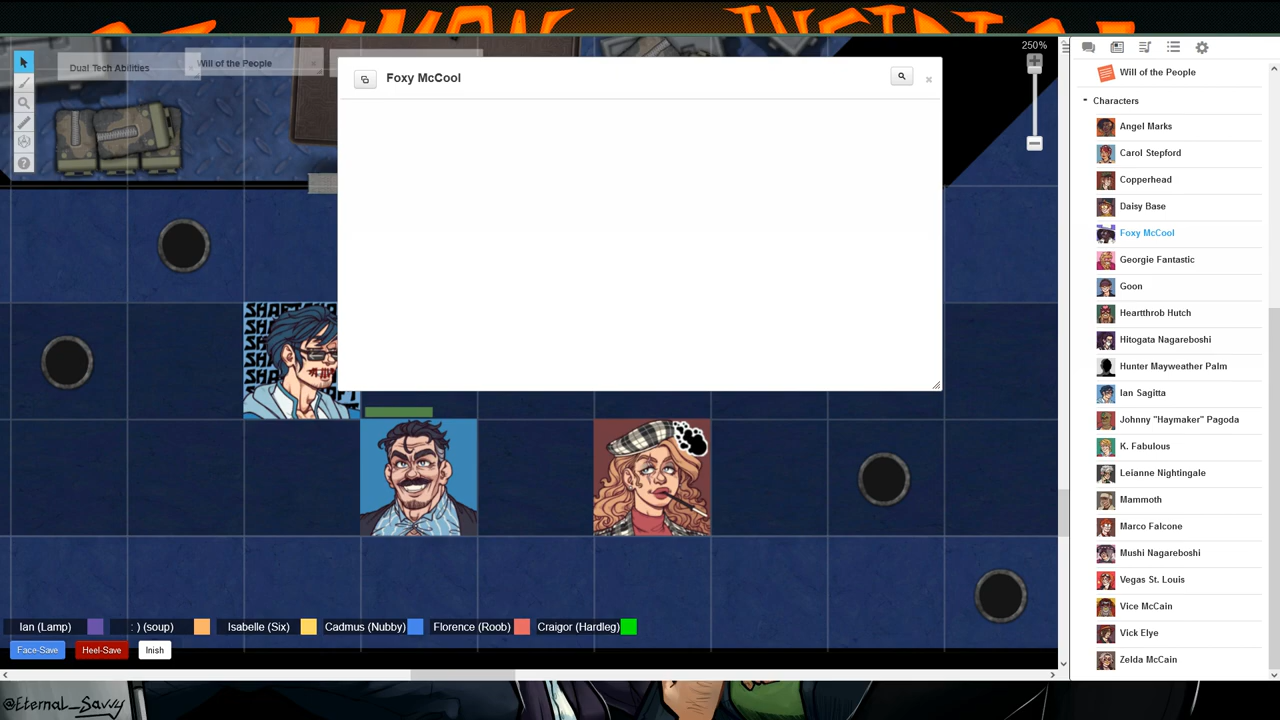 250%
Dual Tech Abilities
Will of the People
Foxy McCool
Will of the People
Characters
Angel Marks
Carol Stepford
Copperhead
Daisy Base
Foxy McCool
Georgie Fantastic
Goon
Heartthrob Hutch
Hitogata Nagareboshi
Hunter Mayweather Palm
Ian Sagitta
Johnny "Haymaker" Pagoda
K. Fabulous
Leianne Nightingale
Mammoth
Marco Falcone
Mushi Nagareboshi
Vegas St. Louis
Vice McCain
Vick Elye
Zelda McCain
Ian (Lamp)
: ) (soup)
Isabelle (Six)
Cadmus (Nubby)
Florence (Roob)
Craigor (Hardleg)
Face-Save
Heel-Save
Inish
@Eternal_Savvy